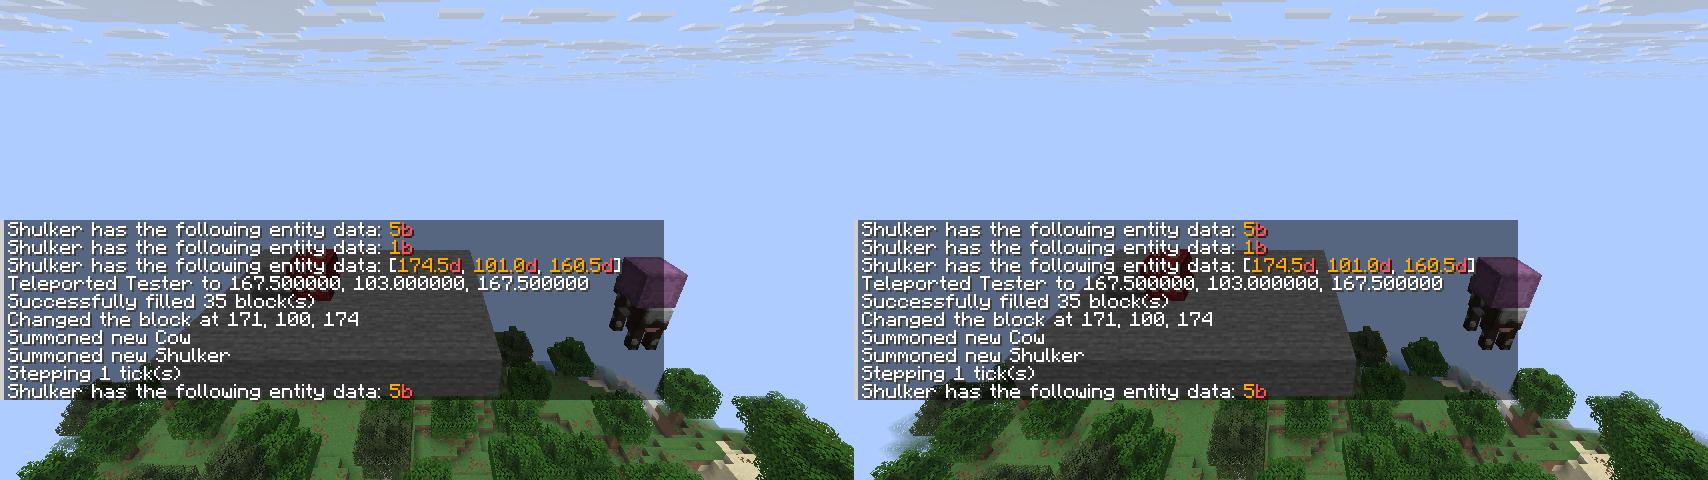 Shulker has the following entity data: 5b
Shulker has the following entity data: 1b
Shulker has the following entity data: [174.5d, 101.0d, 160.5d]
Teleported Tester to 167.500000, 103.000000, 167.500000
Successfully filled 35 block(s)
Changed the block at 171, 100, 174
Summoned new Cow
Summoned new Shulker
Stepping 1 tick(s)
Shulker has the following entity data: 5b
Shulker has the following entity data: 5b
Shulker has the following entity data: 1b
Shulker has the following entity data: [174.5d, 101.0d, 160.5d]
Teleported Tester to 167.500000, 103.000000, 167.500000
Successfully filled 35 block(s)
Changed the block at 171, 100, 174
Summoned new Cow
Summoned new Shulker
Stepping 1 tick(s)
Shulker has the following entity data: 5b